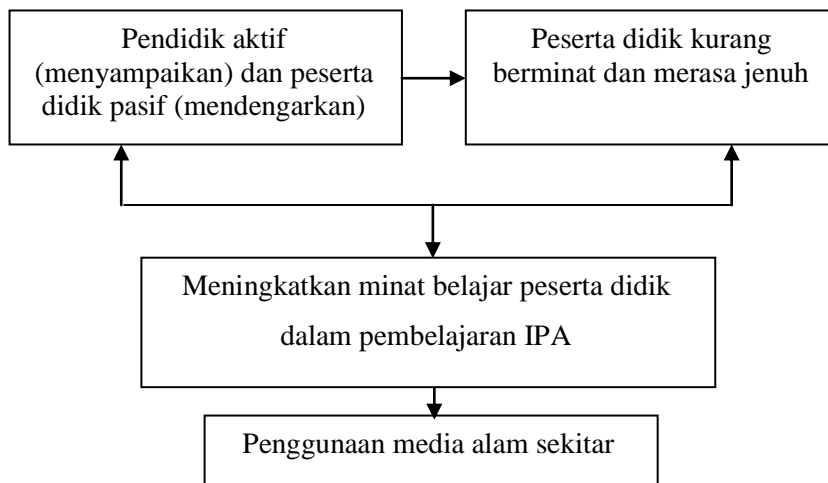 Pendidik aktif
(menyampaikan) dan peserta
didik pasif (mendengarkan)
Peserta didik kurang
berminat dan merasa jenuh
Meningkatkan minat belajar peserta didik
dalam pembelajaran IPA
Penggunaan media alam sekitar